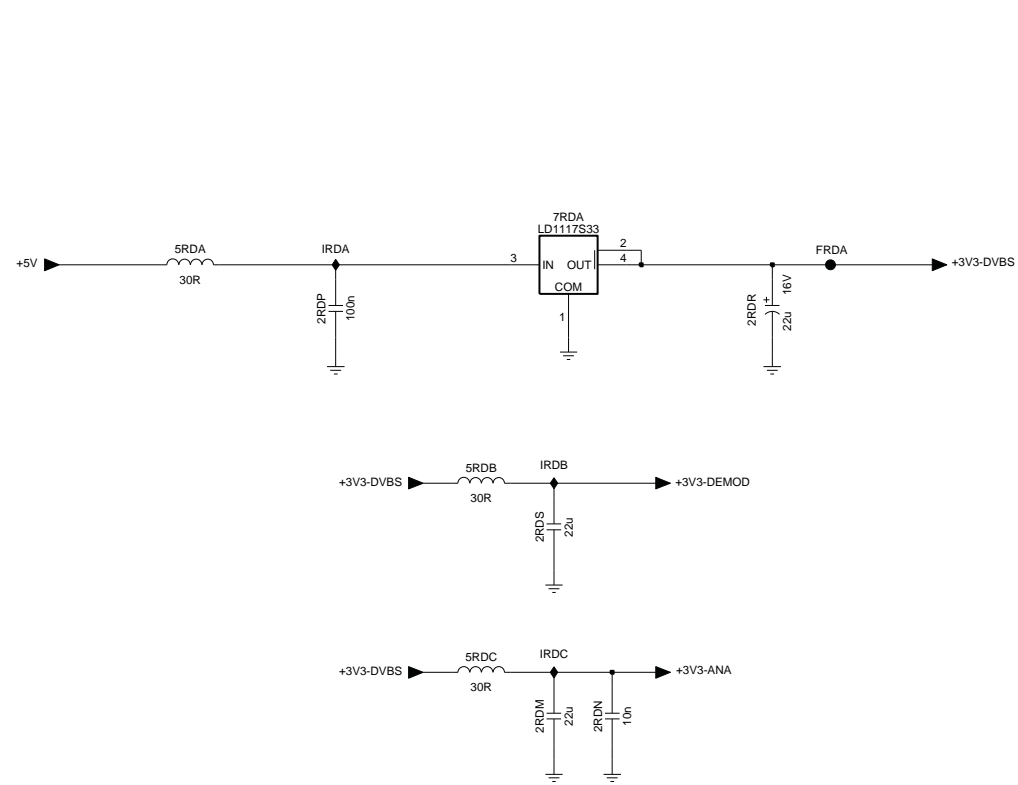 7RDA
LD1117S33
5RDA
IRDA
2
FRDA
+5V
3
IN
OUT
4
+3V3-DVBS
30R
COM
2RDP
100n
1
2RDR
+
16V
22u
+3V3-DVBS
5RDB
IRDB
+3V3-DEMOD
30R
2RDS
22u
+3V3-DVBS
5RDC
IRDC
+3V3-ANA
30R
2RDM
22u
2RDN
10n